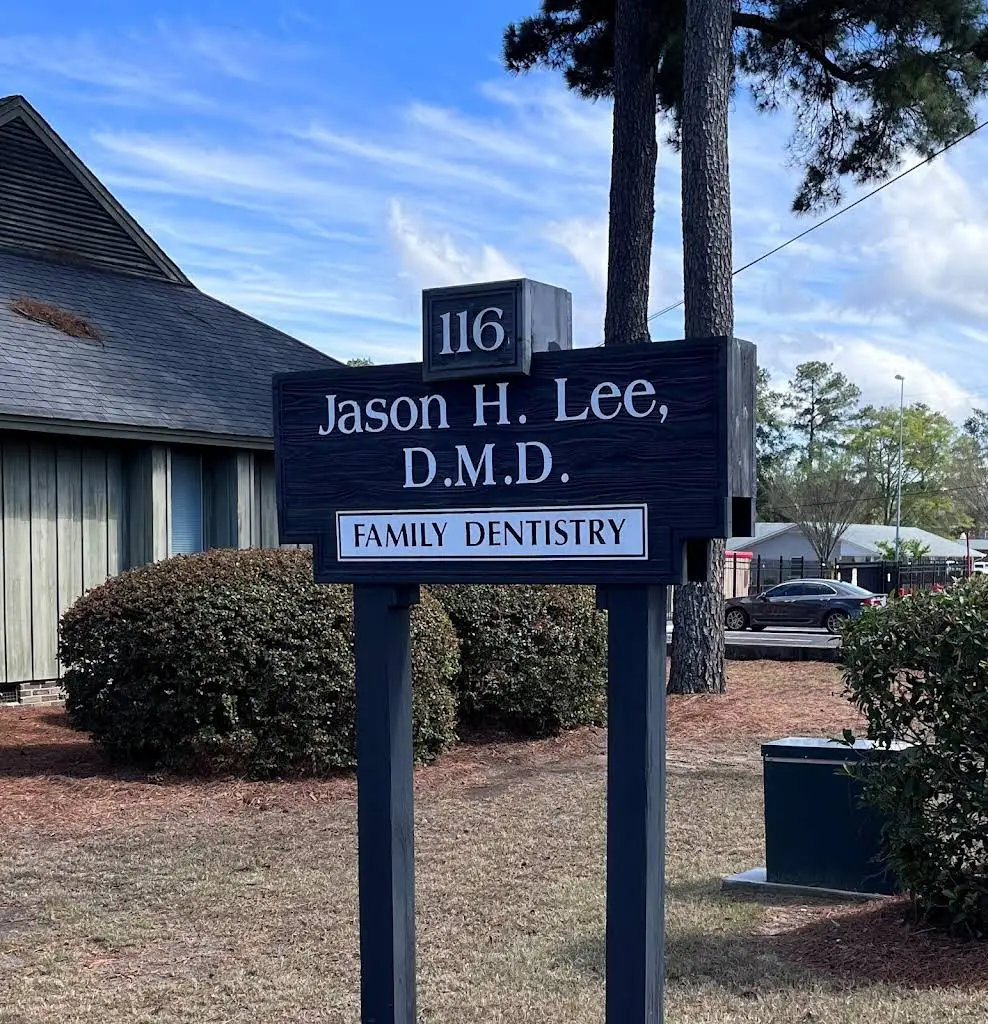 116
Jason H. Lee,
D.M.D.
FAMILY DENTISTRY